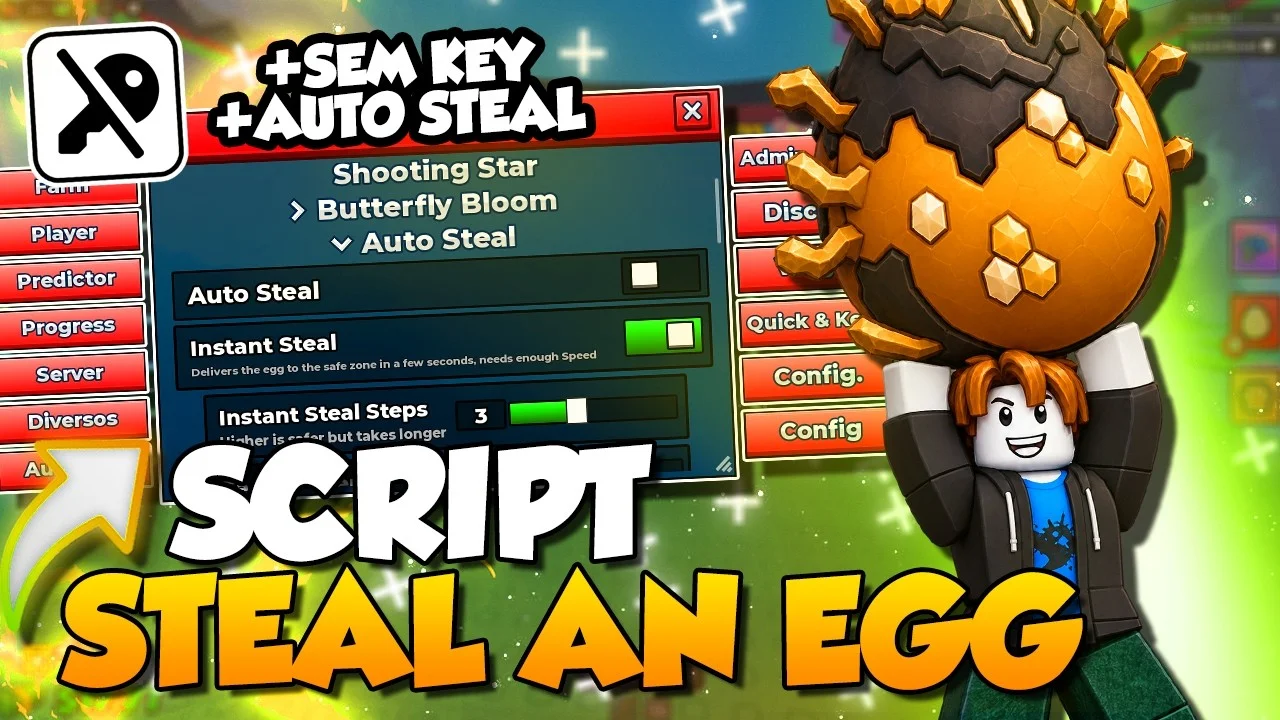 +SEM KEY
+AUTO STEAL
Shooting Star
Butterfly Bloom
Auto Steal
Auto Steal
Instant Steal
Delivers the egg to the safe zone in a few seconds, needs enough Speed
Instant Steal Steps
3
Higher is safer but takes longer
Farm
Player
Predictor
Progress
Server
Diversos
Quick &
Config.
Config
SCRIPT
STEAL AN EGG